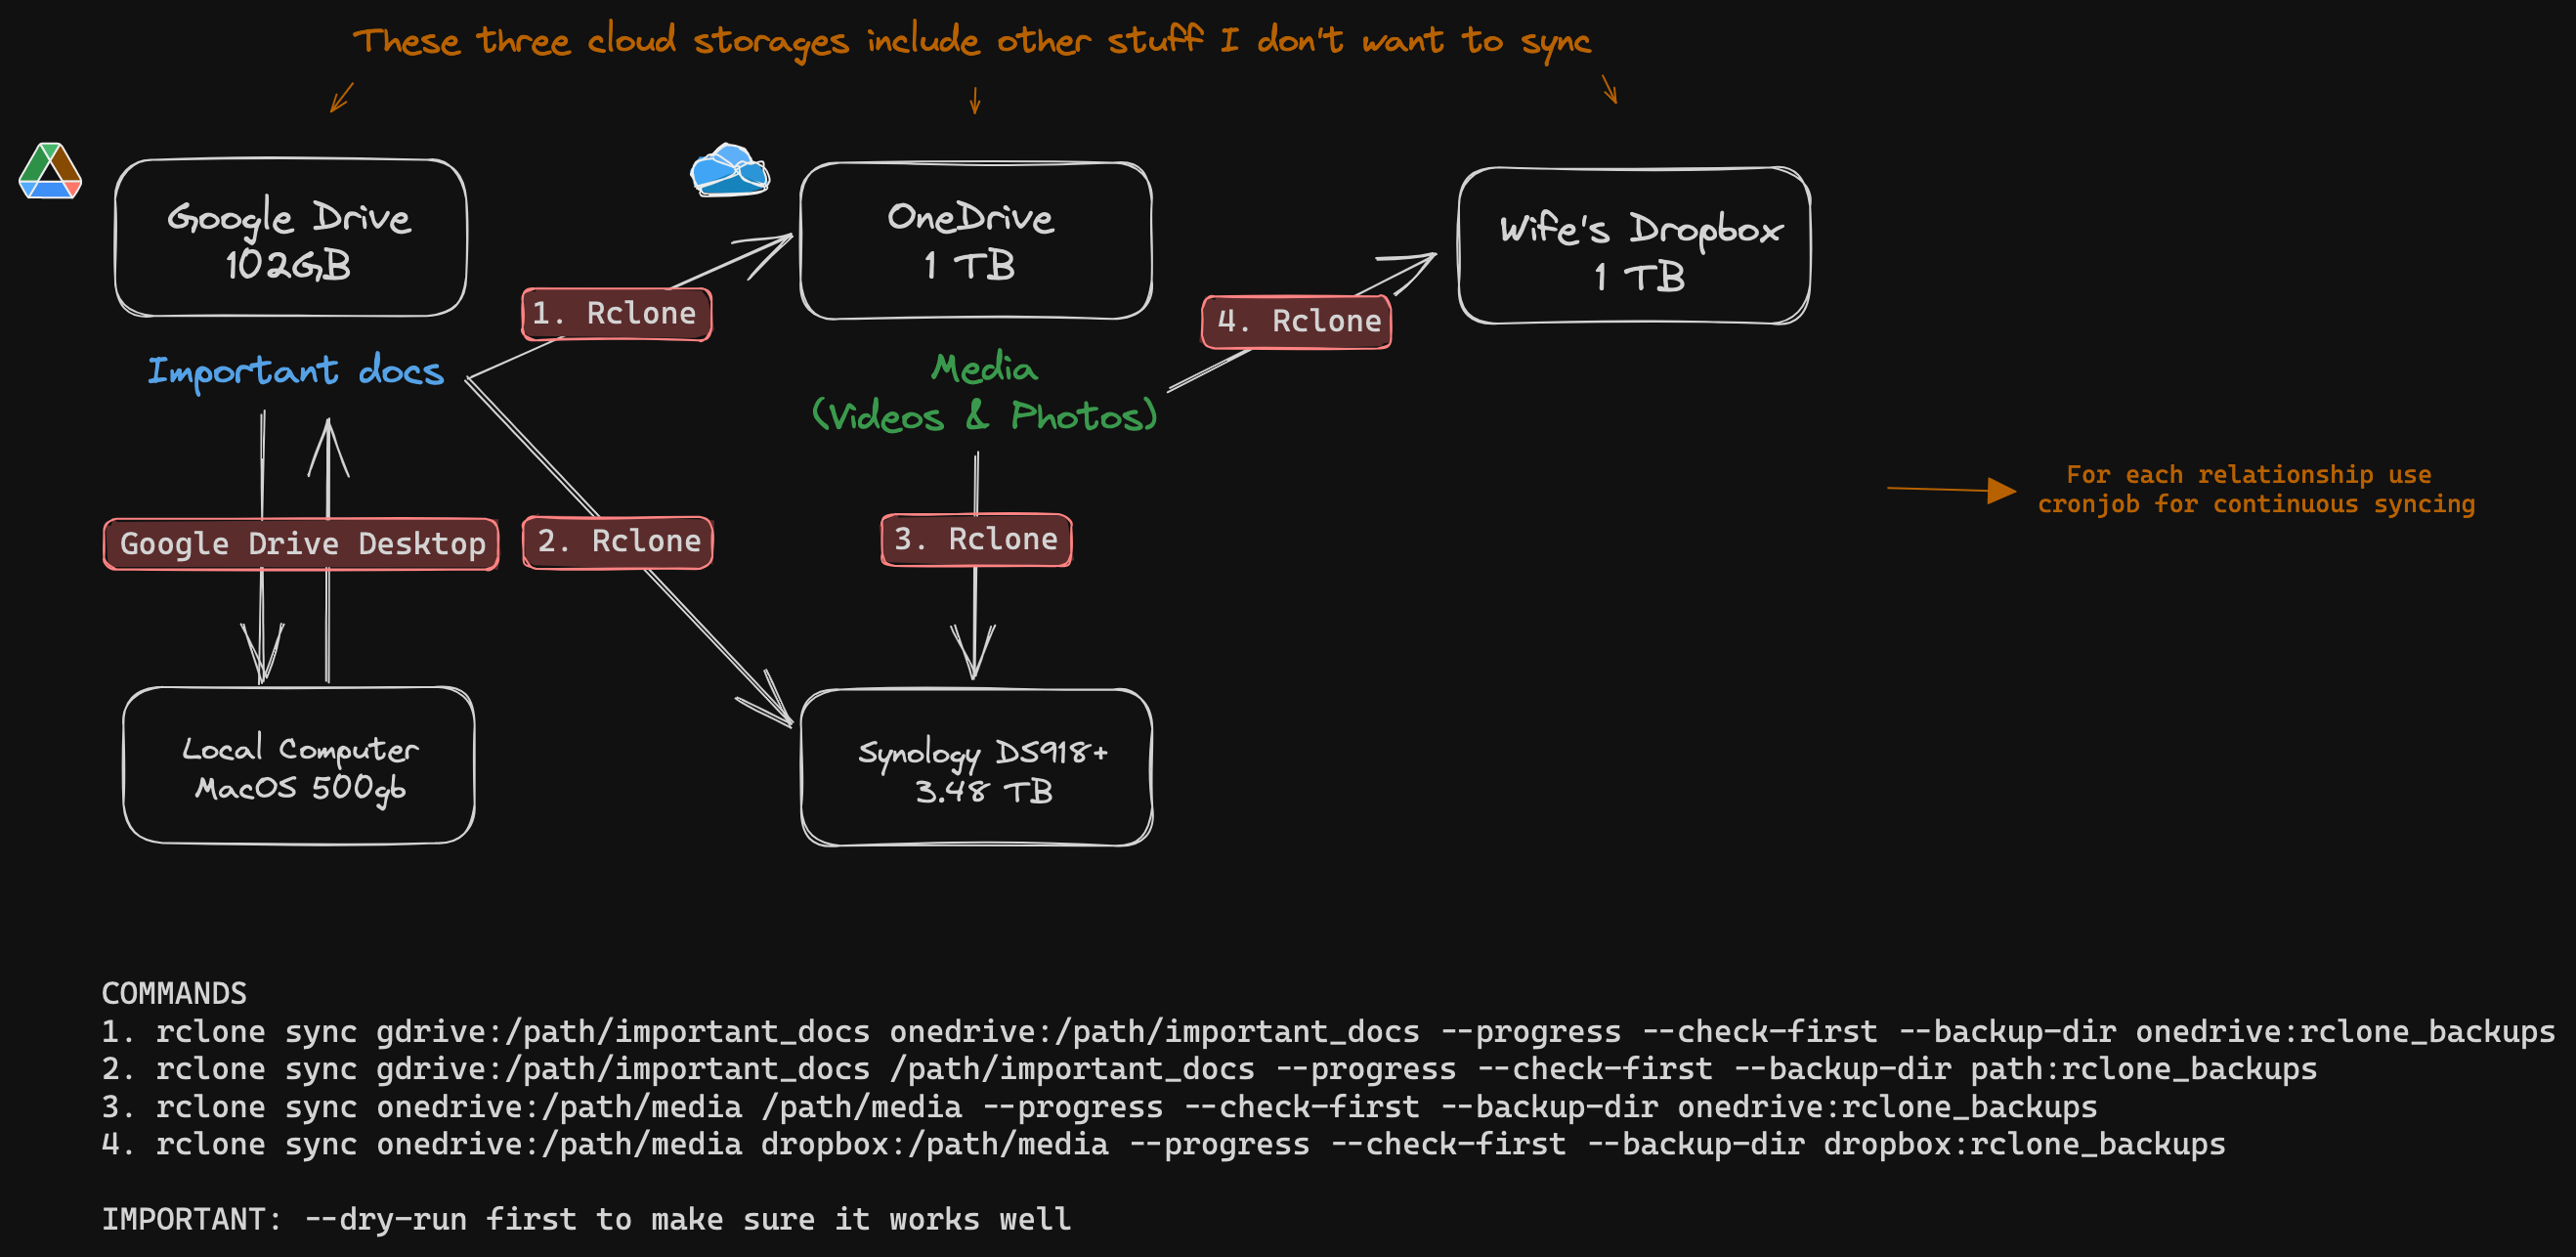 These three cloud storages include other stuff I don't want to sync
Google Drive
102GB
OneDrive
1 TB
Wife's Dropbox
1 TB
1. Rclone
4. Rclone
Important docs
Media
(Videos & Photos)
For each relationship use
cronjob for continuous syncing
Google Drive Desktop
2. Rclone
3. Rclone
Local Computer
MacOS 500gb
Synology DS918+
3.48 TB
COMMANDS
1. rclone sync gdrive:/path/important_docs onedrive:/path/important_docs --progress --check-first --backup-dir onedrive:rclone_backups
2. rclone sync gdrive:/path/important_docs /path/important_docs --progress --check-first --backup-dir path:rclone_backups
3. rclone sync onedrive:/path/media /path/media --progress --check-first --backup-dir onedrive:rclone_backups
4. rclone sync onedrive:/path/media dropbox:/path/media --progress --check-first --backup-dir dropbox:rclone_backups
IMPORTANT: --dry-run first to make sure it works well